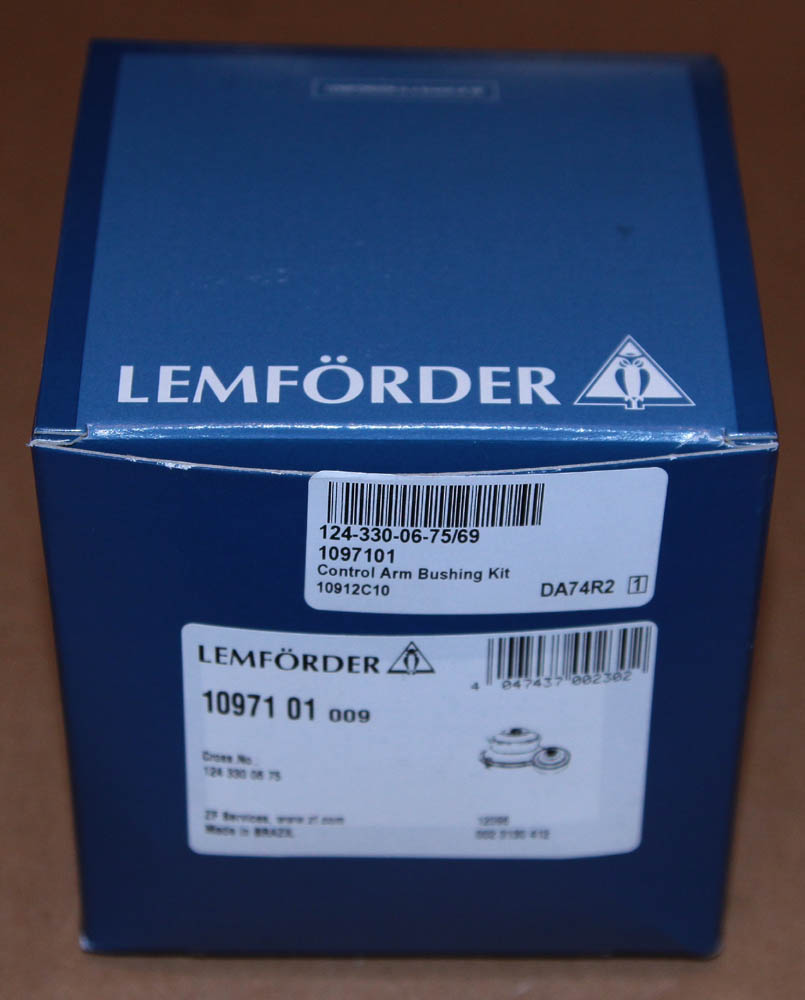 LEMFÖRDER
124-330-06-75/69
1097101
Control Arm Bushing Kit
10912C10
DA74R2 1
LEMFÖRDER
4 047437 002302
10971 01 009
Cross No.:
124 330 06 75
ZF Services, www.zf.com
Made in BRAZIL